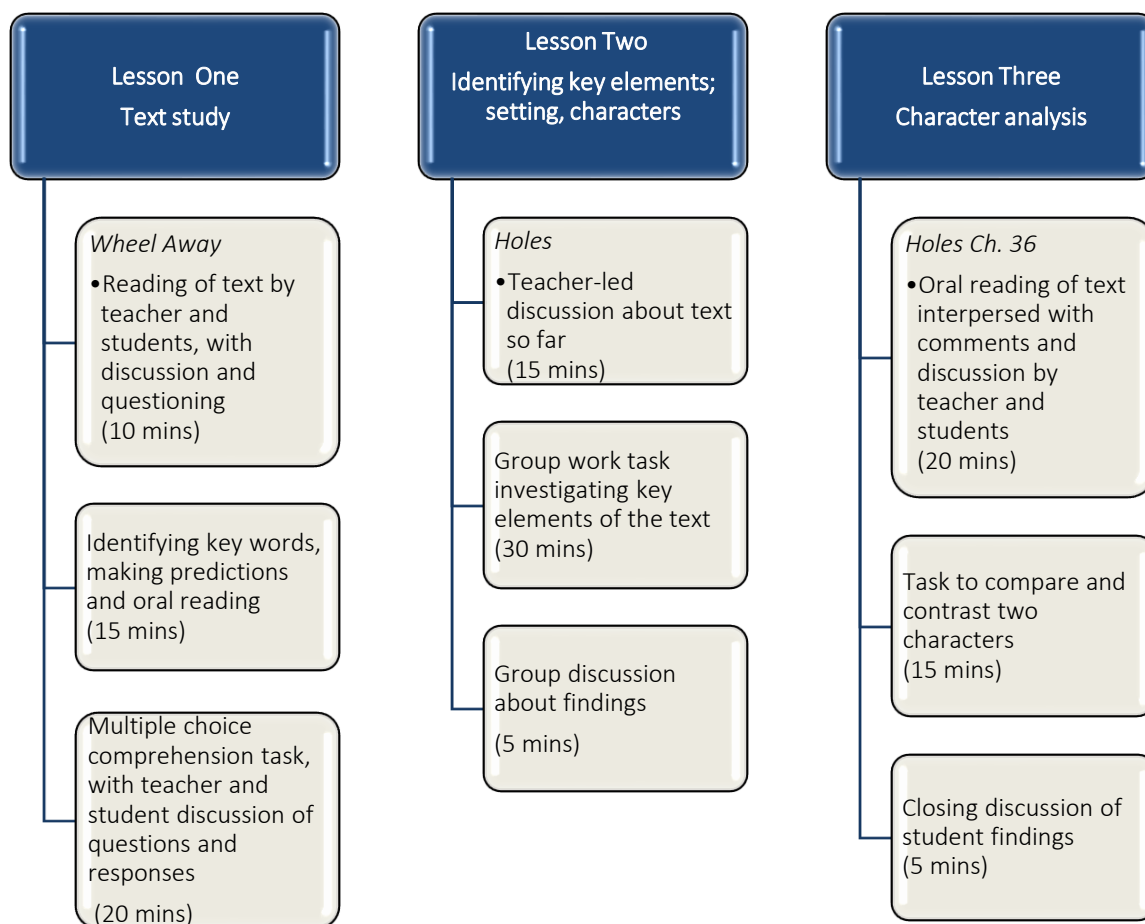 Lesson One
Text study
Wheel Away
•Reading of text by
teacher and
students, with
discussion and
questioning
(10 mins)
Identifying key words,
making predictions
and oral reading
(15 mins)
Multiple choice
comprehension task,
with teacher and
student discussion of
questions and
responses
(20 mins)
Lesson Two
Identifying key elements;
setting, characters
Holes
•Teacher-led
discussion about text
so far
(15 mins)
Group work task
investigating key
elements of the text
(30 mins)
Group discussion
about findings
(5 mins)
Lesson Three
Character analysis
Holes Ch. 36
•Oral reading of text
interpersed with
comments and
discussion by
teacher and
students
(20 mins)
Task to compare and
contrast two
characters
(15 mins)
Closing discussion of
student findings
(5 mins)